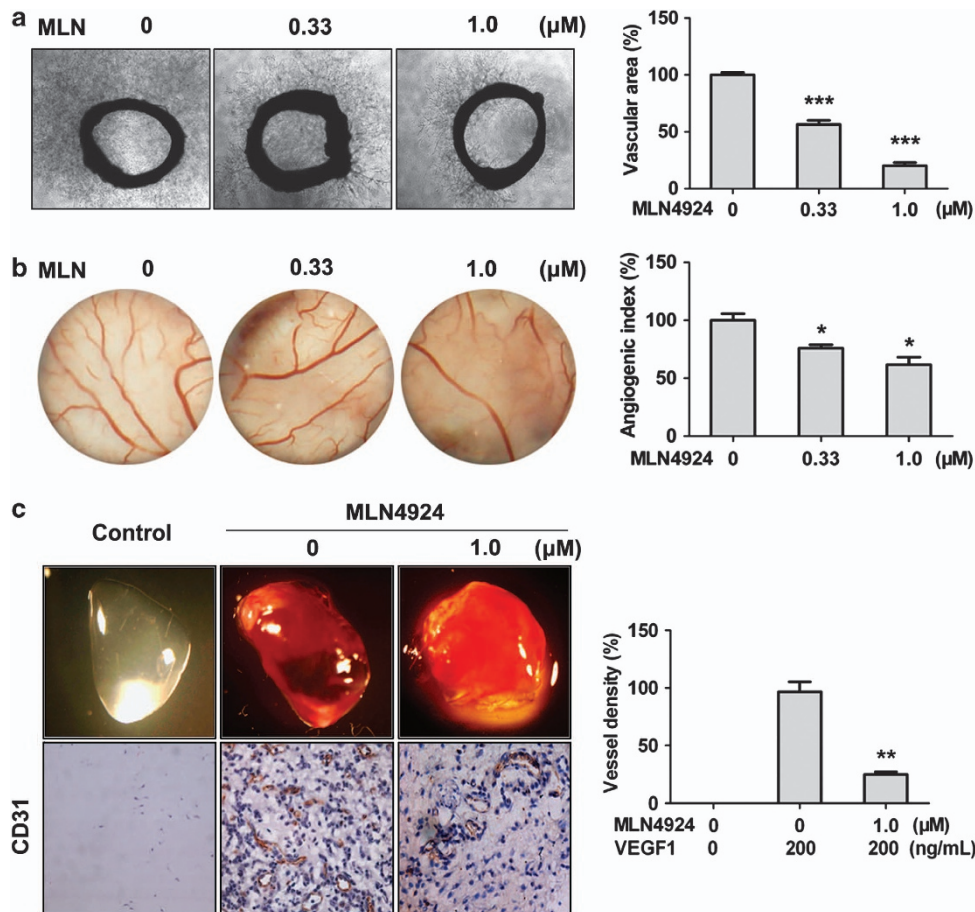 a
MLN 0 0.33 1.0 (μM)
Vascular area (%)
150
100
50
0
***
***
MLN4924 0 0.33 1.0 (μM)
b
MLN 0 0.33 1.0 (μM)
Angiogenic index (%)
150
100
50
0
*
*
MLN4924 0 0.33 1.0 (μM)
c
Control
MLN4924
0 1.0 (μM)
CD31
Vessel density (%)
150
100
50
0
**
MLN4924 0 0 1.0 (μM)
VEGF1 0 200 200 (ng/mL)